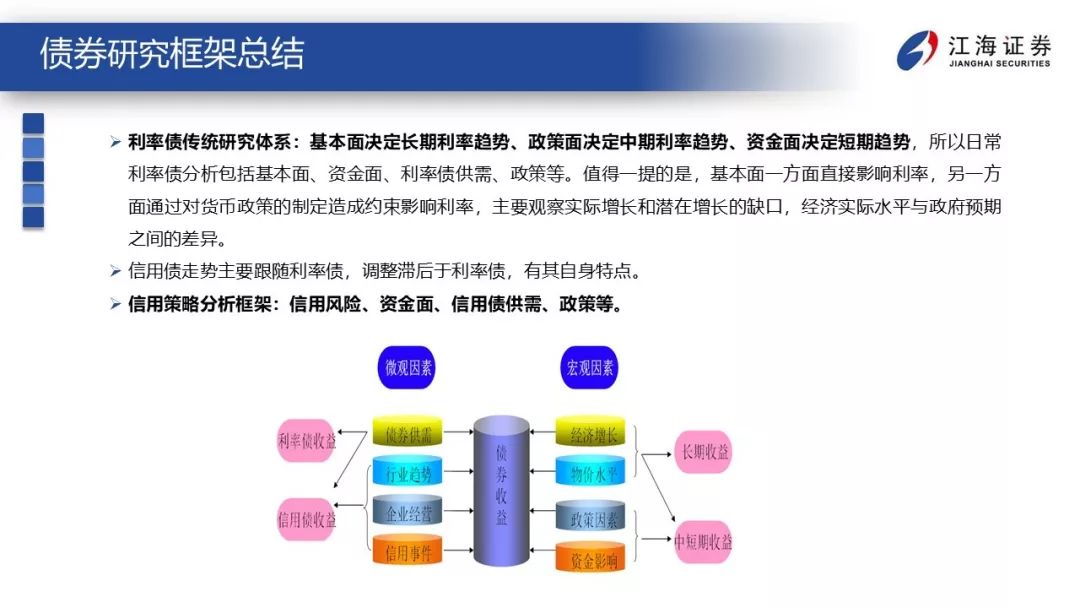 债券研究框架总结
江海证券
JIANGHAI SECURITIES
利率债传统研究体系：基本面决定长期利率趋势、政策面决定中期利率趋势、资金面决定短期趋势，所以日常
利率债分析包括基本面、资金面、利率债供需、政策等。值得一提的是，基本面一方面直接影响利率，另一方
面通过对货币政策的制定造成约束影响利率，主要观察实际增长和潜在增长的缺口，经济实际水平与政府预期
之间的差异。
信用债走势主要跟随利率债，调整滞后于利率债，有其自身特点。
信用策略分析框架：信用风险、资金面、信用债供需、政策等。
微观因素
宏观因素
利率债收益
信用债收益
债券供需
行业趋势
企业经营
信用事件
债券收益
经济增长
物价水平
政策因素
资金影响
长期收益
中短期收益